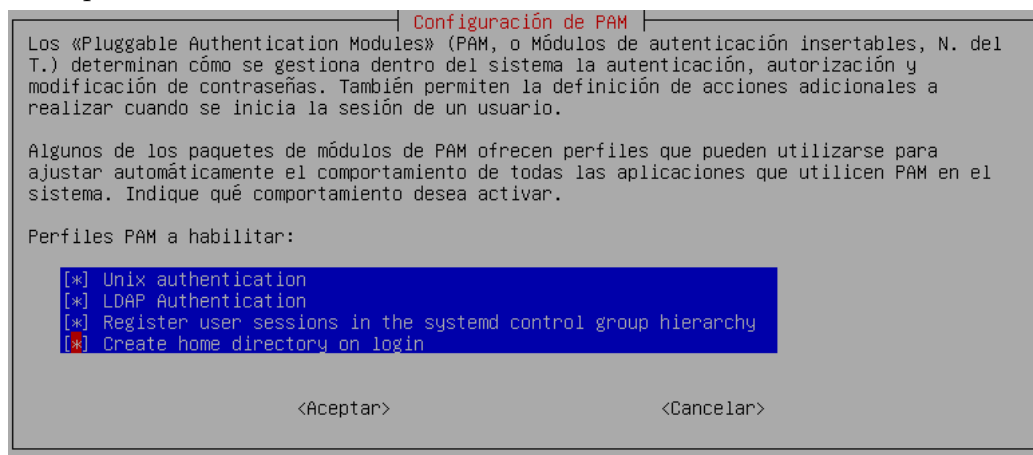 Configuración de PAM
Los «Pluggable Authentication Modules» (PAM, o Módulos de autenticación insertables, N. del
T.) determinan cómo se gestiona dentro del sistema la autenticación, autorización y
modificación de contraseñas. También permiten la definición de acciones adicionales a
realizar cuando se inicia la sesión de un usuario.
Algunos de los paquetes de módulos de PAM ofrecen perfiles que pueden utilizarse para
ajustar automáticamente el comportamiento de todas las aplicaciones que utilicen PAM en el
sistema. Indique qué comportamiento desea activar.
Perfiles PAM a habilitar:
[*] Unix authentication
[*] LDAP Authentication
[*] Register user sessions in the systemd control group hierarchy
[*] Create home directory on login
<Aceptar> <Cancelar>